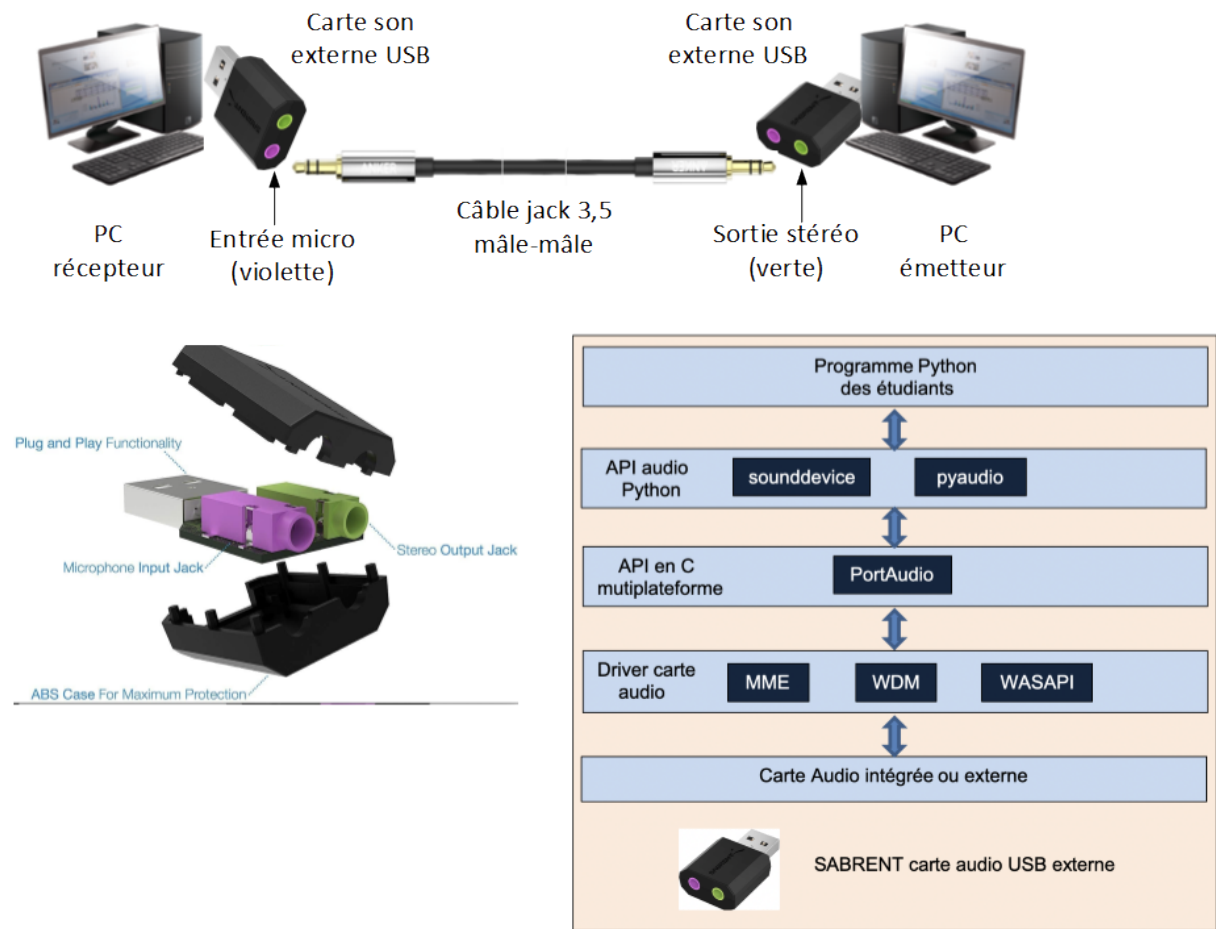 Carte son
externe USB
Carte son
externe USB
ANKER
ANKER
Câble jack 3,5
mâle-mâle
PC
récepteur
Entrée micro
(violette)
Sortie stéréo
(verte)
PC
émetteur
Plug and Play Functionality
Microphone Input Jack
Stereo Output Jack
ABS Case For Maximum Protection
Programme Python
des étudiants
API audio
Python
sounddevice
pyaudio
API en C
mutiplateforme
PortAudio
Driver carte
audio
MME
WDM
WASAPI
Carte Audio intégrée ou externe
SABRENT carte audio USB externe